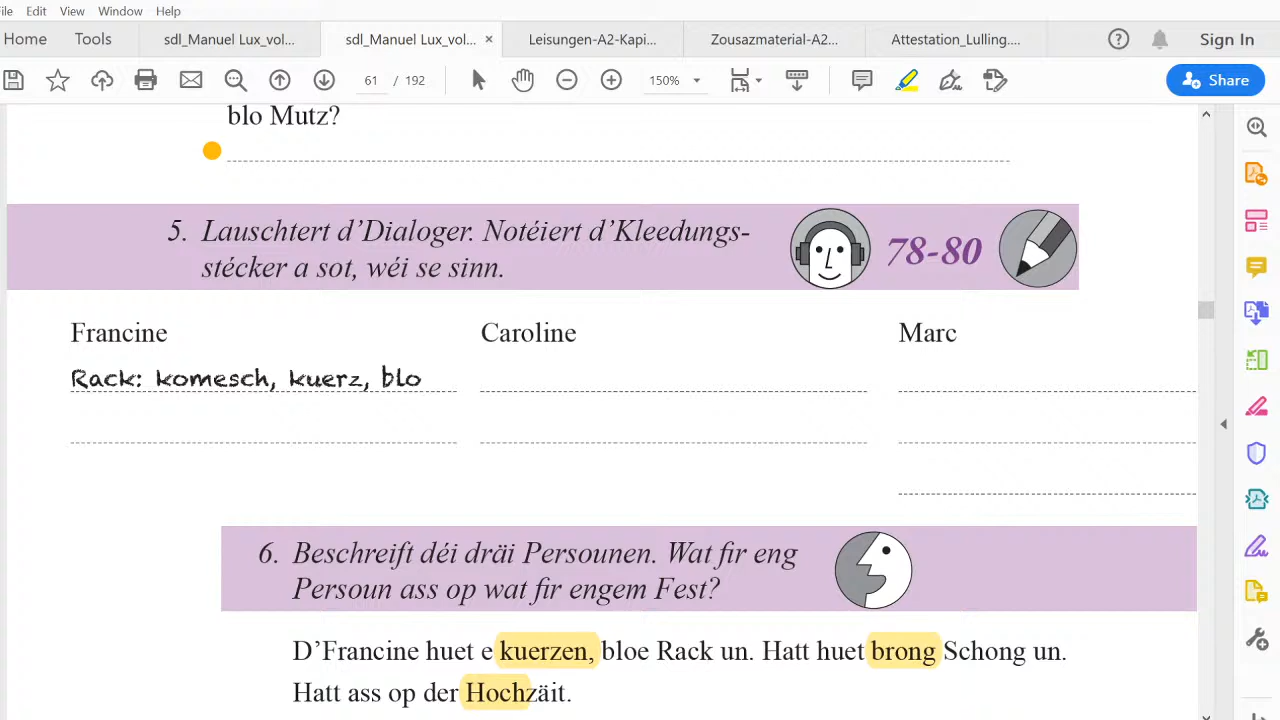 File Edit View Window Help
Home Tools sdl_Manuel Lux_vol... sdl_Manuel Lux_vol... × Leisungen-A2-Kapi... Zousazmaterial-A2... Attestation_Lulling.... Sign In
61 / 192 150% Share
blo Mutz?
5. Lauschtert d'Dialoger. Notéiert d'Kleedungs-
stécker a sot, wéi se sinn.
78-80
Francine Caroline Marc
Rack: komesch, kuerz, blo
6. Beschreift déi dräi Persounen. Wat fir eng
Persoun ass op wat fir engem Fest?
D'Francine huet e kuerzen, bloe Rack un. Hatt huet brong Schong un.
Hatt ass op der Hochzäit.